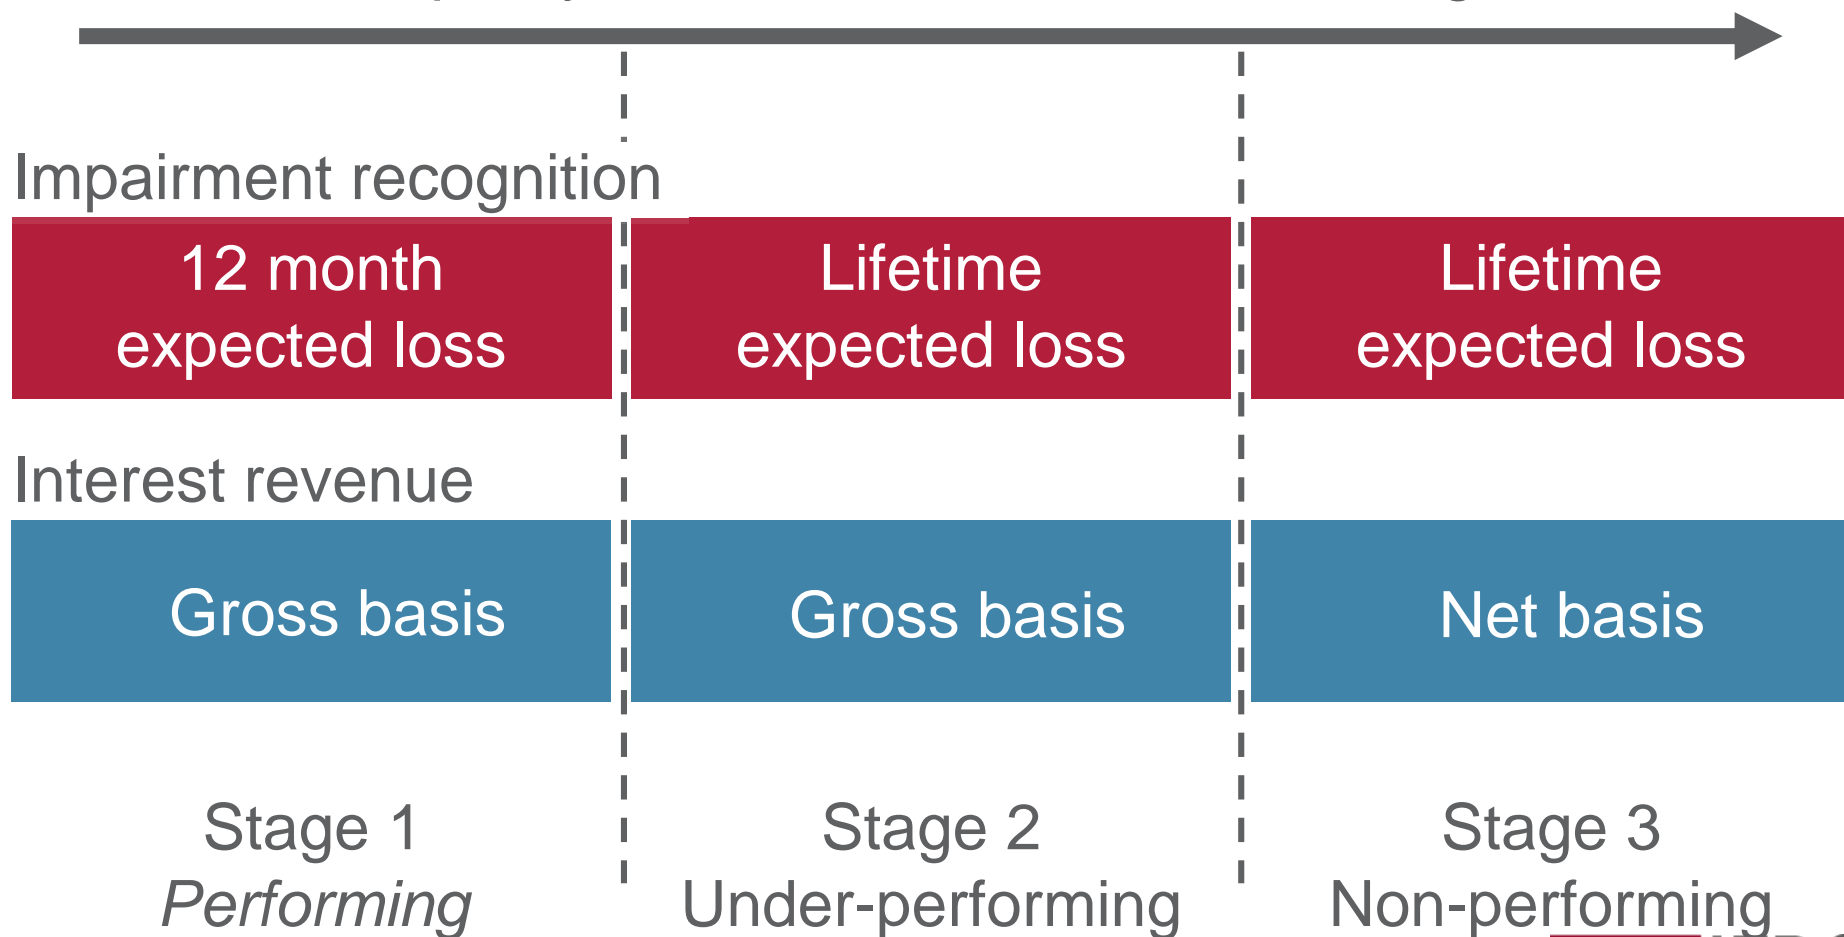 Impairment recognition
12 month
expected loss
Lifetime
expected loss
Lifetime
expected loss
Interest revenue
Gross basis
Gross basis
Net basis
Stage 1
Performing
Stage 2
Under-performing
Stage 3
Non-performing